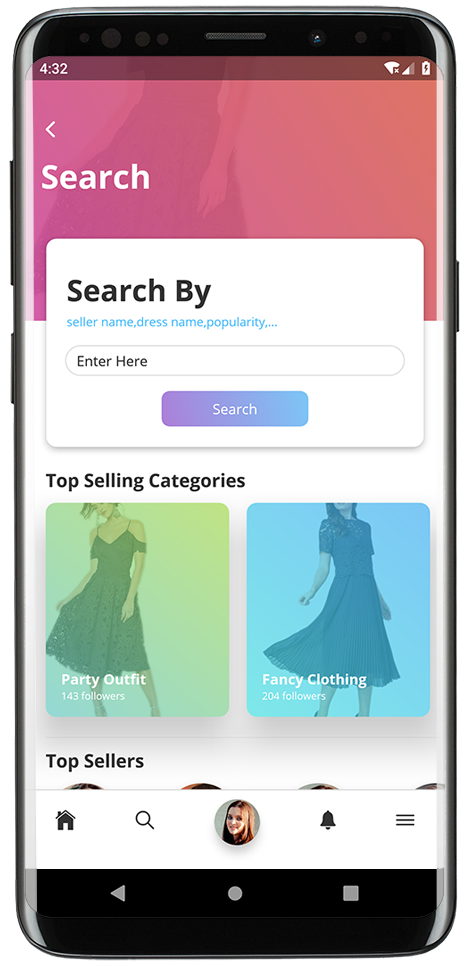 4:32
Search
Search By
seller name,dress name,popularity,...
Enter Here
Search
Top Selling Categories
Party Outfit
143 followers
Fancy Clothing
204 followers
Top Sellers